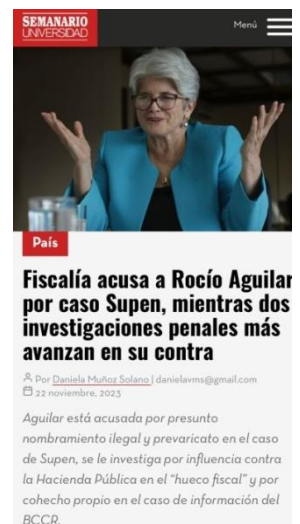 SEMANARIO
UNIVERSIDAD
Menú
País
Fiscalía acusa a Rocío Aguilar
por caso Supen, mientras dos
investigaciones penales más
avanzan en su contra
Por Daniela Muñoz Solano | danielavms@gmail.com
22 noviembre, 2023
Aguilar está acusada por presunto
nombramiento ilegal y prevaricato en el caso
de Supen, se le investiga por influencia contra
la Hacienda Pública en el "hueco fiscal" y por
cohecho propio en el caso de información del
BCCR.